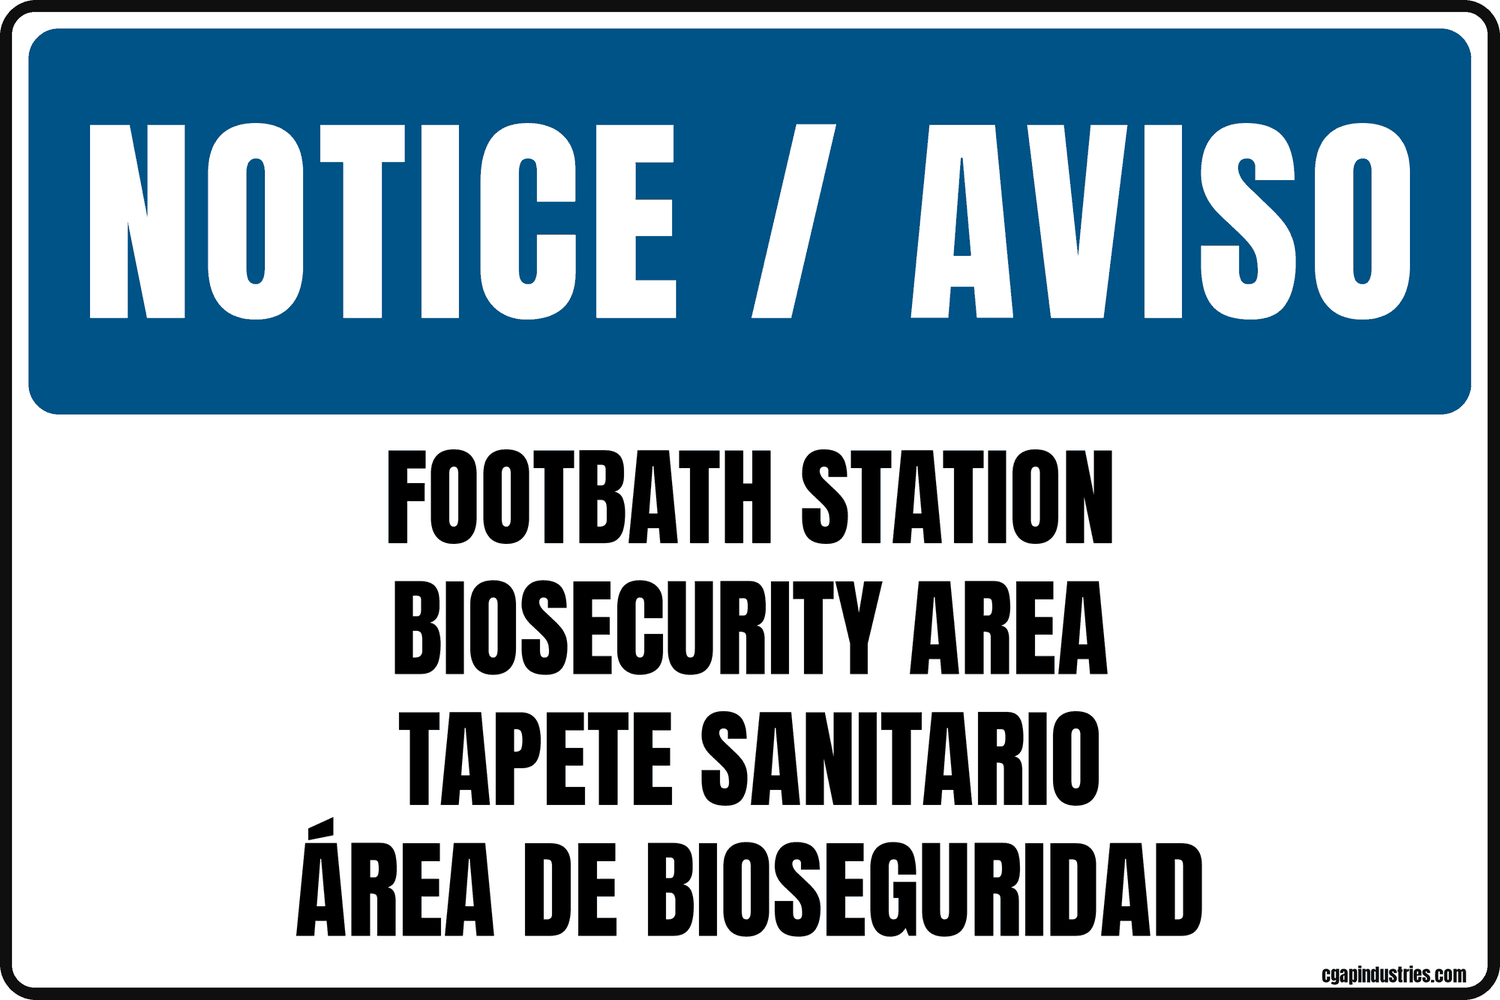 NOTICE / AVISO
FOOTBATH STATION
BIOSECURITY AREA
TAPETE SANITARIO
ÁREA DE BIOSEGURIDAD
cgapindustries.com